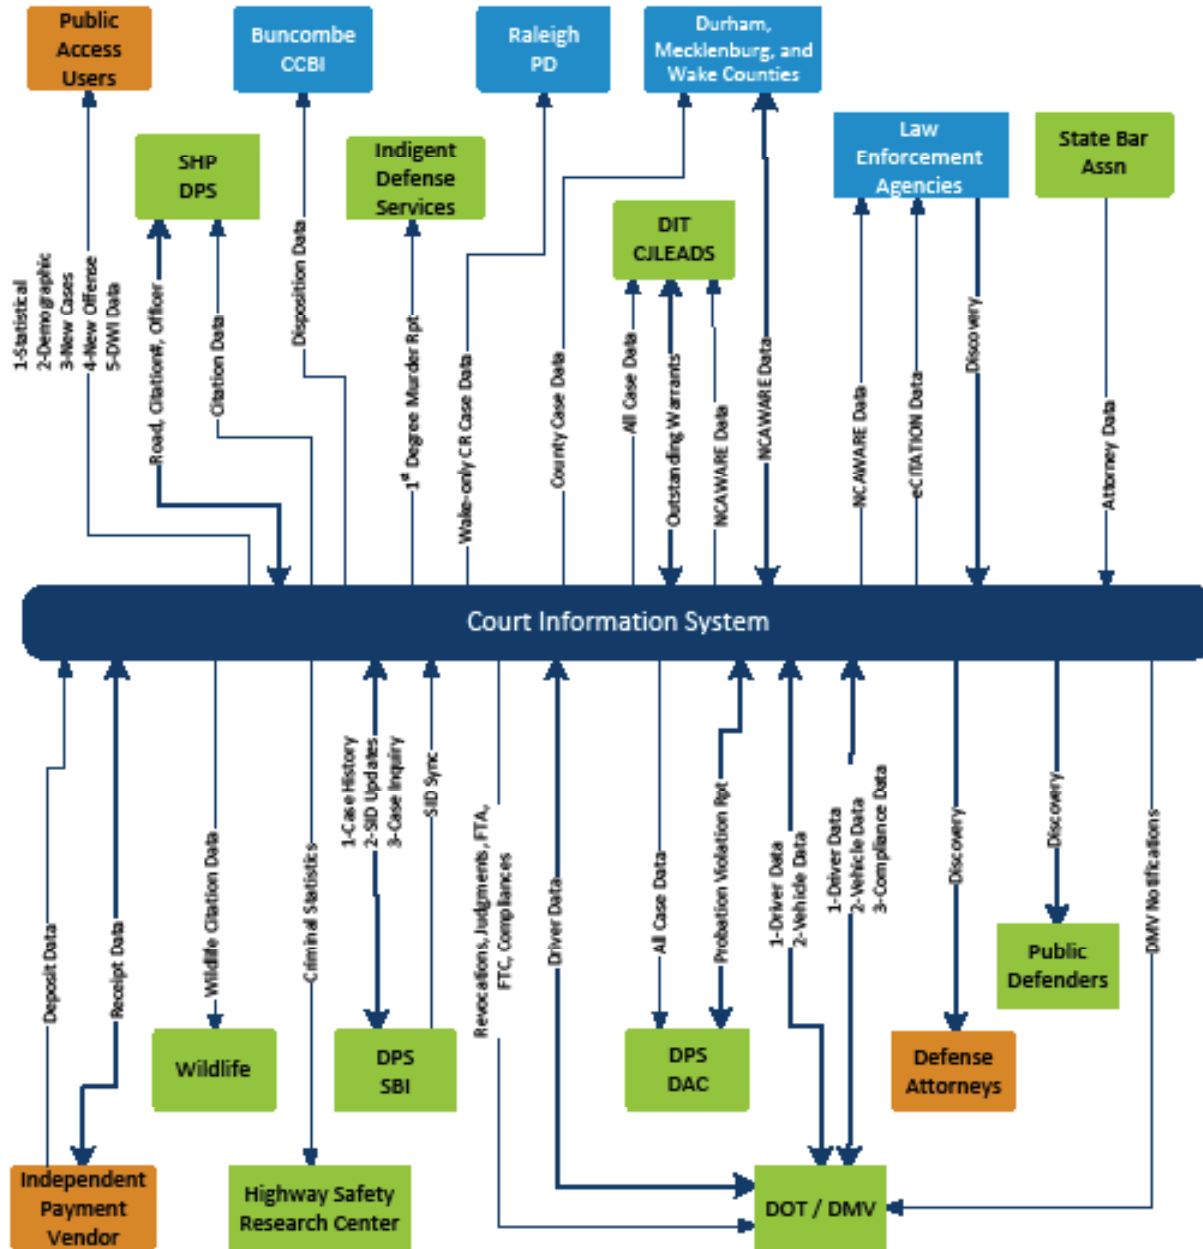 Public
Access
Users
Buncombe
CCBI
Raleigh
PD
Durham,
Mecklenburg, and
Wake Counties
SHP
DPS
Indigent
Defense
Services
DIT
CJLEADS
Law
Enforcement
Agencies
State Bar
Assn
1-Statistical
2-Demographic
3-New Cases
4-New Offense
5-DWI Data
Road, Citation#, Officer
Citation Data
Disposition Data
1st Degree Murder Rpt
Wake-only CR Case Data
County Case Data
All Case Data
Outstanding Warrants
NCAWARE Data
NCAWARE Data
NCAWARE Data
eCITATION Data
Discovery
Attorney Data
Court Information System
Deposit Data
Receipt Data
Wildlife Citation Data
Criminal Statistics
1-Case History
2-SID Updates
3-Case Inquiry
SID Sync
Revocations, Judgments, FTA,
FTC, Compliances
Driver Data
All Case Data
Probation Violation Rpt
1-Driver Data
2-Vehicle Data
1-Driver Data
2-Vehicle Data
3-Compliance Data
Discovery
Discovery
DMV Notifications
Wildlife
DPS
SBI
DPS
DAC
Defense
Attorneys
Public
Defenders
Independent
Payment
Vendor
Highway Safety
Research Center
DOT / DMV